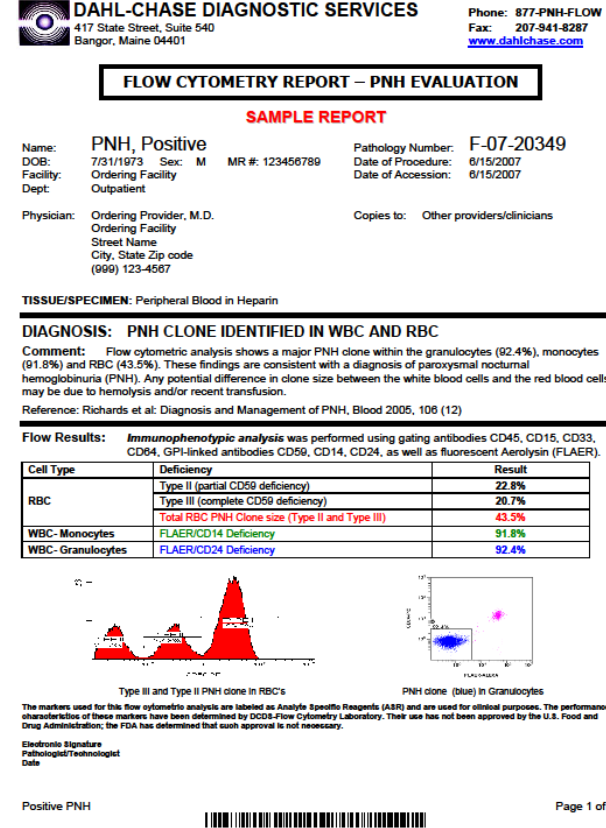 DAHL-CHASE DIAGNOSTIC SERVICES
417 State Street, Suite 540
Bangor, Maine 04401
Phone: 877-PNH-FLOW
Fax: 207-941-8287
www.dahlchase.com
FLOW CYTOMETRY REPORT – PNH EVALUATION
SAMPLE REPORT
Name: PNH, Positive
DOB: 7/31/1973 Sex: M MR #: 123456789
Facility: Ordering Facility
Dept: Outpatient
Pathology Number: F-07-20349
Date of Procedure: 6/15/2007
Date of Accession: 6/15/2007
Physician: Ordering Provider, M.D.
Ordering Facility
Street Name
City, State Zip code
(999) 123-4567
Copies to: Other providers/clinicians
TISSUE/SPECIMEN: Peripheral Blood in Heparin
DIAGNOSIS: PNH CLONE IDENTIFIED IN WBC AND RBC
Comment: Flow cytometric analysis shows a major PNH clone within the granulocytes (92.4%), monocytes
(91.8%) and RBC (43.5%). These findings are consistent with a diagnosis of paroxysmal nocturnal
hemoglobinuria (PNH). Any potential difference in clone size between the white blood cells and the red blood cells
may be due to hemolysis and/or recent transfusion.
Reference: Richards et al: Diagnosis and Management of PNH, Blood 2005, 106 (12)
Flow Results: Immunophenotypic analysis was performed using gating antibodies CD45, CD15, CD33,
CD64, GPI-linked antibodies CD59, CD14, CD24, as well as fluorescent Aerolysin (FLAER).
Cell Type Deficiency Result
RBC Type II (partial CD59 deficiency) 22.8%
Type III (complete CD59 deficiency) 20.7%
Total RBC PNH Clone size (Type II and Type III) 43.5%
WBC- Monocytes FLAER/CD14 Deficiency 91.8%
WBC- Granulocytes FLAER/CD24 Deficiency 92.4%
Type III and Type II PNH clone in RBC's
PNH clone (blue) in Granulocytes
The markers used for this flow cytometric analysis are labeled as Analyte Specific Reagents (ASR) and are used for clinical purposes. The performance
characteristics of these markers have been determined by DCDS-Flow Cytometry Laboratory. Their use has not been approved by the U.S. Food and
Drug Administration; the FDA has determined that such approval is not necessary.
Electronic Signature
Pathologist/Technologist
Date
Positive PNH
Page 1 of